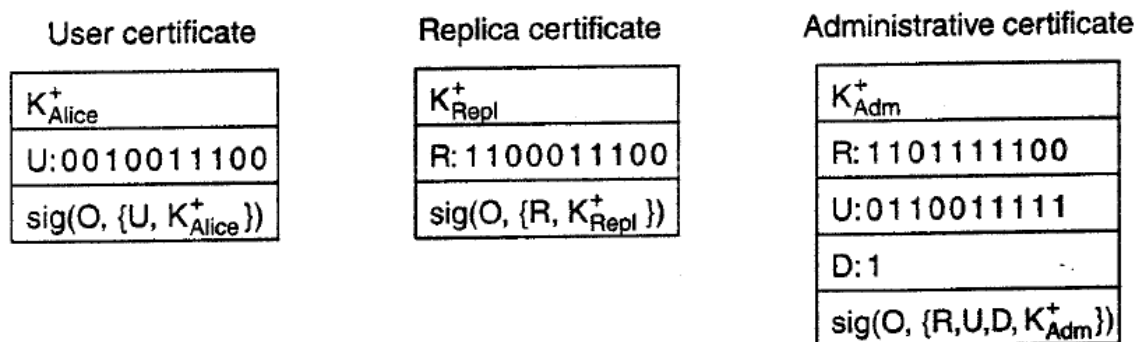 User certificate
K+Alice
U:0010011100
sig(O, {U, K+Alice})
Replica certificate
K+Repl
R:1100011100
sig(O, {R, K+Repl })
Administrative certificate
K+Adm
R:1101111100
U:0110011111
D:1
sig(O, {R,U,D, K+Adm})